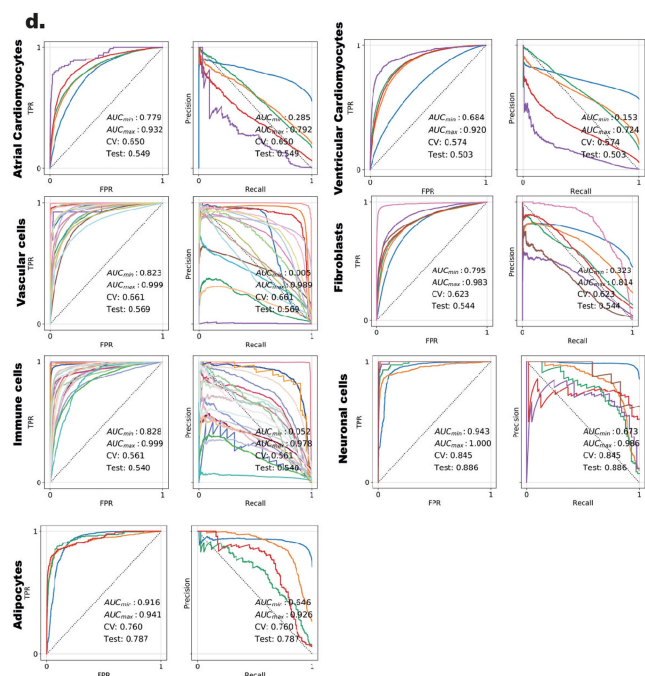 d.
Atrial Cardiomyocytes
1
TPR
0
AUCmin : 0.779
AUCmax : 0.932
CV: 0.650
Test: 0.549
0
FPR
1
Precision
AUCmin : 0.285
AUCmax : 0.792
CV: 0.650
Test: 0.549
0
Recall
1
Ventricular Cardiomyocytes
1
TPR
0
AUCmin : 0.684
AUCmax : 0.920
CV: 0.574
Test: 0.503
0
FPR
1
Precision
AUCmin : 0.153
AUCmax : 0.724
CV: 0.574
Test: 0.503
0
Recall
1
Vascular cells
1
TPR
0
AUCmin : 0.823
AUCmax : 0.999
CV: 0.661
Test: 0.569
0
FPR
1
Precision
AUCmin : 0.005
AUCmax : 0.989
CV: 0.661
Test: 0.569
0
Recall
1
Fibroblasts
1
TPR
0
AUCmin : 0.795
AUCmax : 0.983
CV: 0.623
Test: 0.544
0
FPR
1
Precision
AUCmin : 0.323
AUCmax : 0.814
CV: 0.623
Test: 0.544
0
Recall
1
Immune cells
1
TPR
0
AUCmin : 0.828
AUCmax : 0.999
CV: 0.561
Test: 0.540
0
FPR
1
Precision
AUCmin : 0.052
AUCmax : 0.978
CV: 0.561
Test: 0.540
0
Recall
1
Neuronal cells
1
TPR
0
AUCmin : 0.943
AUCmax : 1.000
CV: 0.845
Test: 0.886
0
FPR
1
Precision
AUCmin : 0.673
AUCmax : 0.986
CV: 0.845
Test: 0.886
0
Recall
1
Adipocytes
1
TPR
0
AUCmin : 0.916
AUCmax : 0.941
CV: 0.760
Test: 0.787
0
FPR
1
Precision
AUCmin : 0.546
AUCmax : 0.926
CV: 0.760
Test: 0.787
0
Recall
1